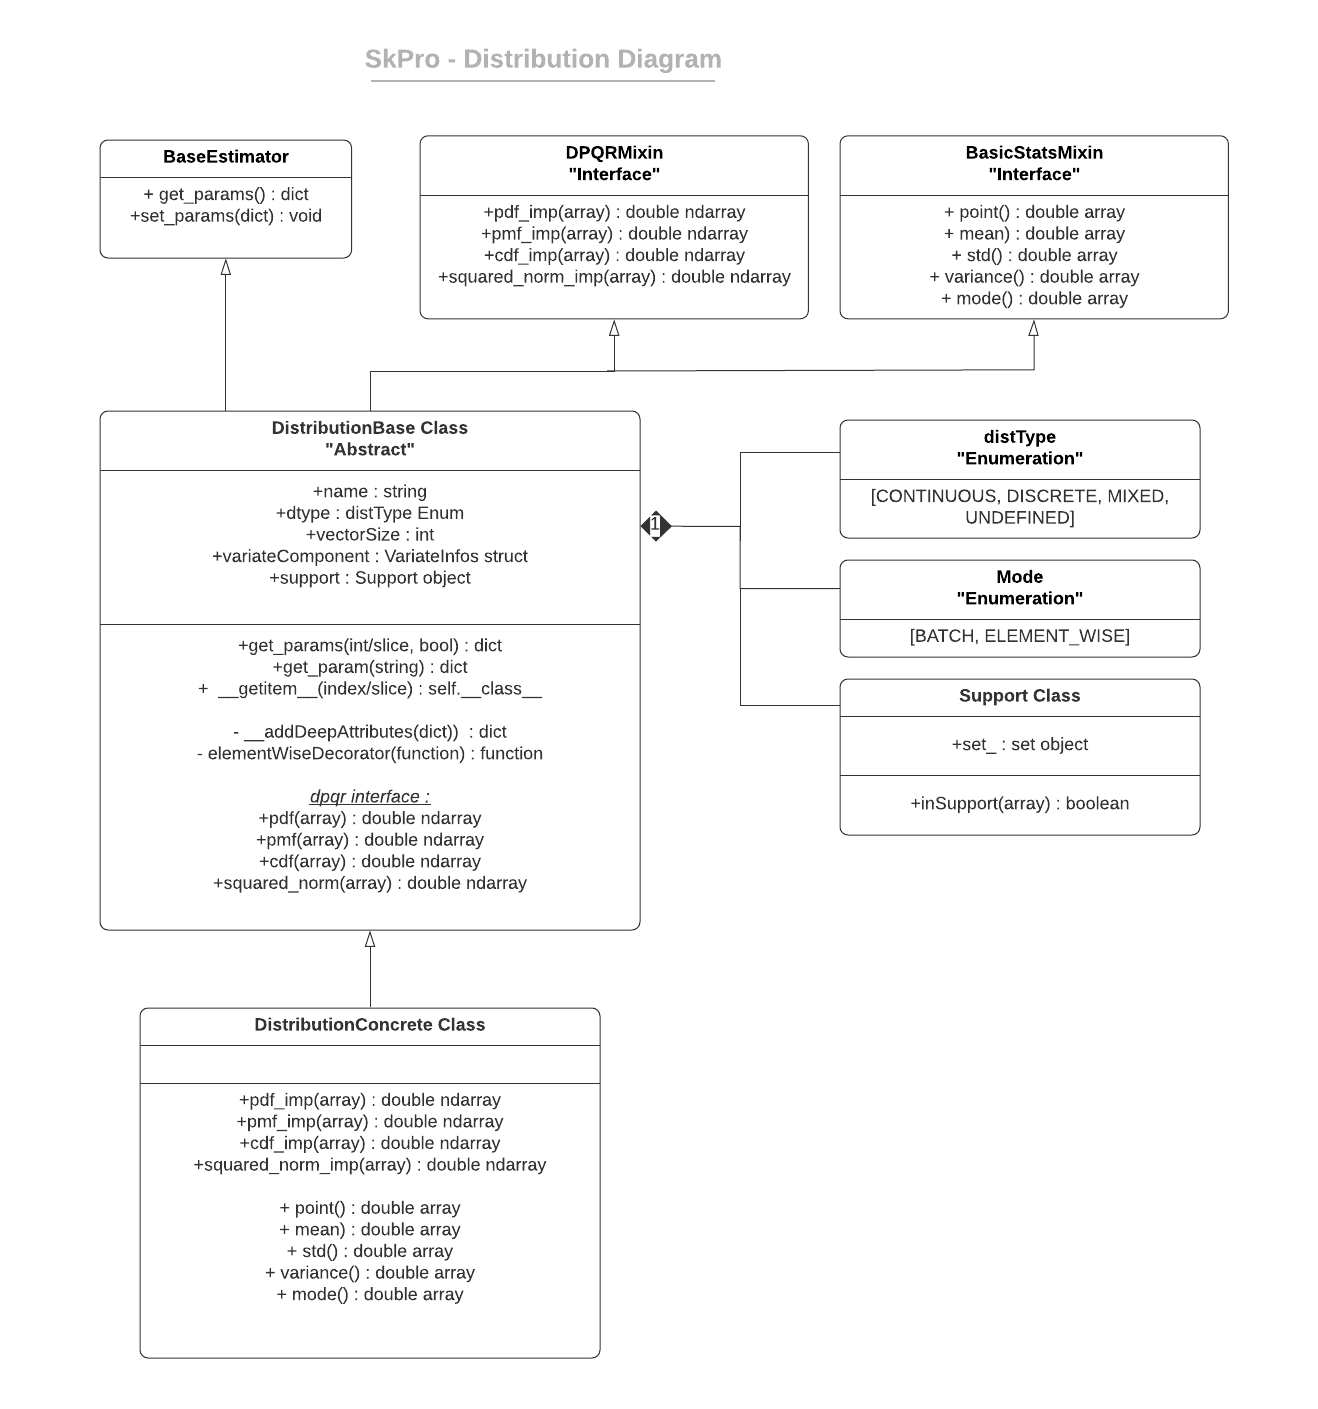 SkPro - Distribution Diagram
BaseEstimator
+ get_params() : dict
+set_params(dict) : void
DPQRMixin
"Interface"
+pdf_imp(array) : double ndarray
+pmf_imp(array) : double ndarray
+cdf_imp(array) : double ndarray
+squared_norm_imp(array) : double ndarray
BasicStatsMixin
"Interface"
+ point() : double array
+ mean) : double array
+ std() : double array
+ variance() : double array
+ mode() : double array
DistributionBase Class
"Abstract"
+name : string
+dtype : distType Enum
+vectorSize : int
+variateComponent : VariateInfos struct
+support : Support object
+get_params(int/slice, bool) : dict
+get_param(string) : dict
+ __getitem__(index/slice) : self.__class__
- __addDeepAttributes(dict)) : dict
- elementWiseDecorator(function) : function
dpqr interface :
+pdf(array) : double ndarray
+pmf(array) : double ndarray
+cdf(array) : double ndarray
+squared_norm(array) : double ndarray
1
distType
"Enumeration"
[CONTINUOUS, DISCRETE, MIXED,
UNDEFINED]
Mode
"Enumeration"
[BATCH, ELEMENT_WISE]
Support Class
+set_ : set object
+inSupport(array) : boolean
DistributionConcrete Class
+pdf_imp(array) : double ndarray
+pmf_imp(array) : double ndarray
+cdf_imp(array) : double ndarray
+squared_norm_imp(array) : double ndarray
+ point() : double array
+ mean) : double array
+ std() : double array
+ variance() : double array
+ mode() : double array